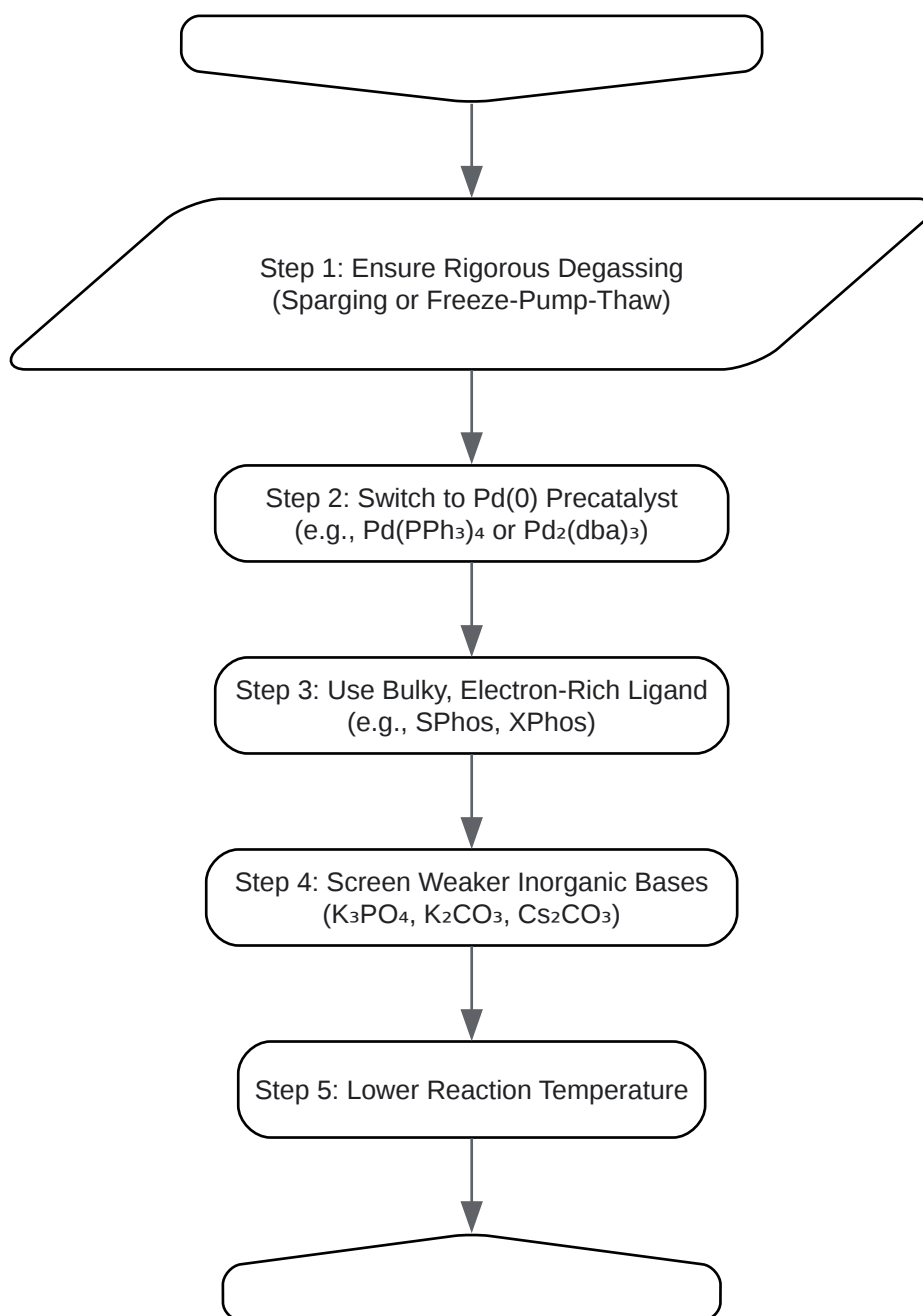 Step 1: Ensure Rigorous Degassing
(Sparging or Freeze-Pump-Thaw)
Step 2: Switch to Pd(0) Precatalyst
(e.g., Pd(PPh₃)₄ or Pd₂(dba)₃)
Step 3: Use Bulky, Electron-Rich Ligand
(e.g., SPhos, XPhos)
Step 4: Screen Weaker Inorganic Bases
(K₃PO₄, K₂CO₃, Cs₂CO₃)
Step 5: Lower Reaction Temperature